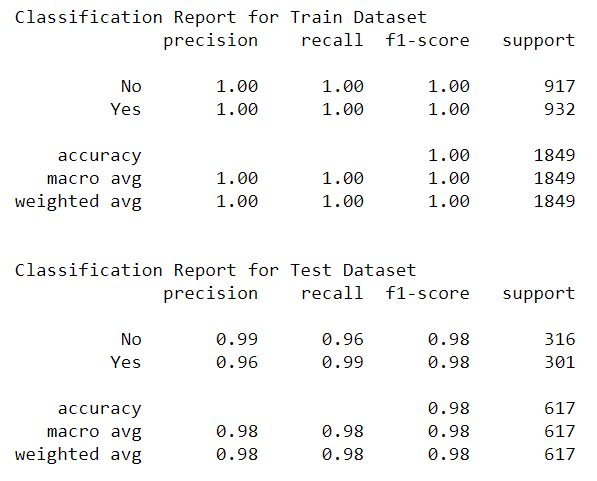 Classification Report for Train Dataset
              precision    recall  f1-score   support

          No       1.00      1.00      1.00       917
         Yes       1.00      1.00      1.00       932

    accuracy                           1.00      1849
   macro avg       1.00      1.00      1.00      1849
weighted avg       1.00      1.00      1.00      1849

Classification Report for Test Dataset
              precision    recall  f1-score   support

          No       0.99      0.96      0.98       316
         Yes       0.96      0.99      0.98       301

    accuracy                           0.98       617
   macro avg       0.98      0.98      0.98       617
weighted avg       0.98      0.98      0.98       617